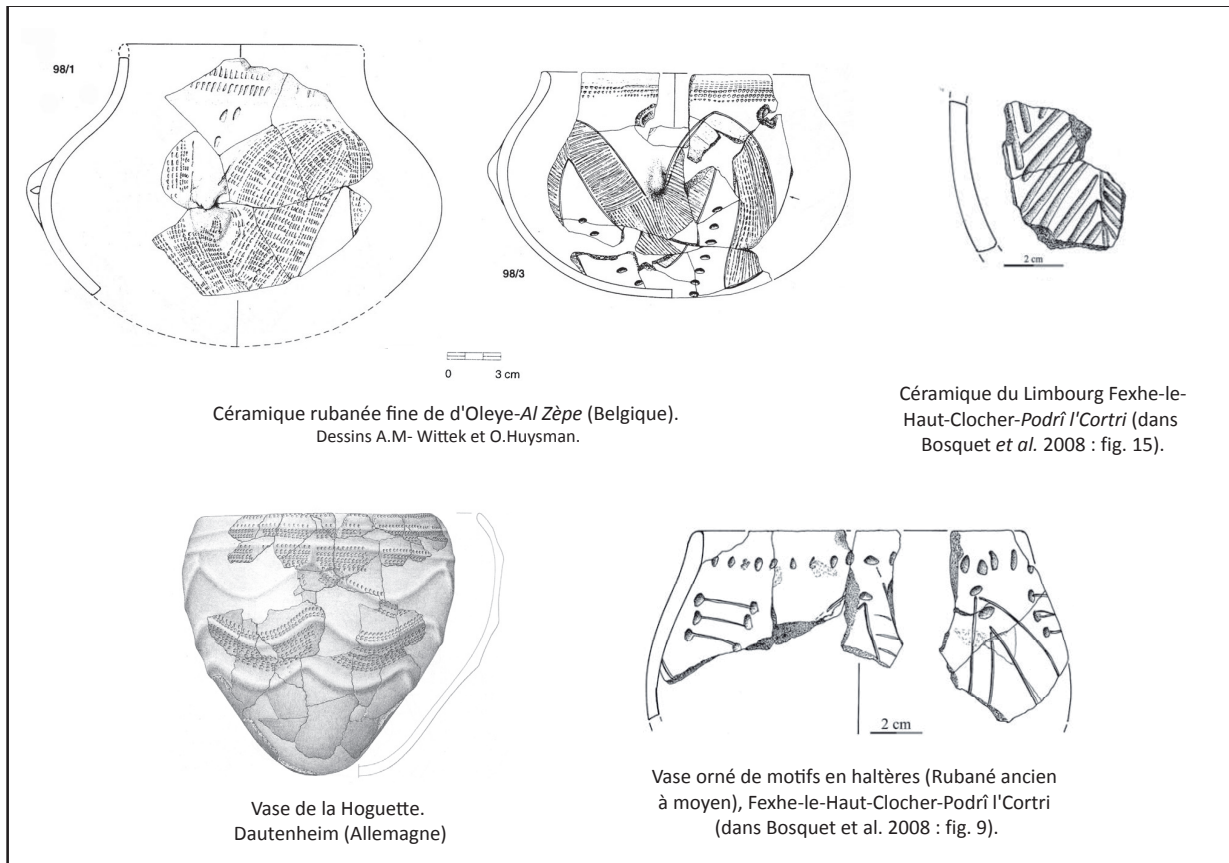 98/1
98/3
2 cm
0 3 cm
Céramique rubanée fine de d'Oleye-Al Zèpe (Belgique).
Dessins A.M- Wittek et O.Huysman.
Céramique du Limbourg Fexhe-le-
Haut-Clocher-Podrî l'Cortri (dans
Bosquet et al. 2008 : fig. 15).
Vase de la Hoguette.
Dautenheim (Allemagne)
2 cm
Vase orné de motifs en haltères (Rubané ancien
à moyen), Fexhe-le-Haut-Clocher-Podrî l'Cortri
(dans Bosquet et al. 2008 : fig. 9).